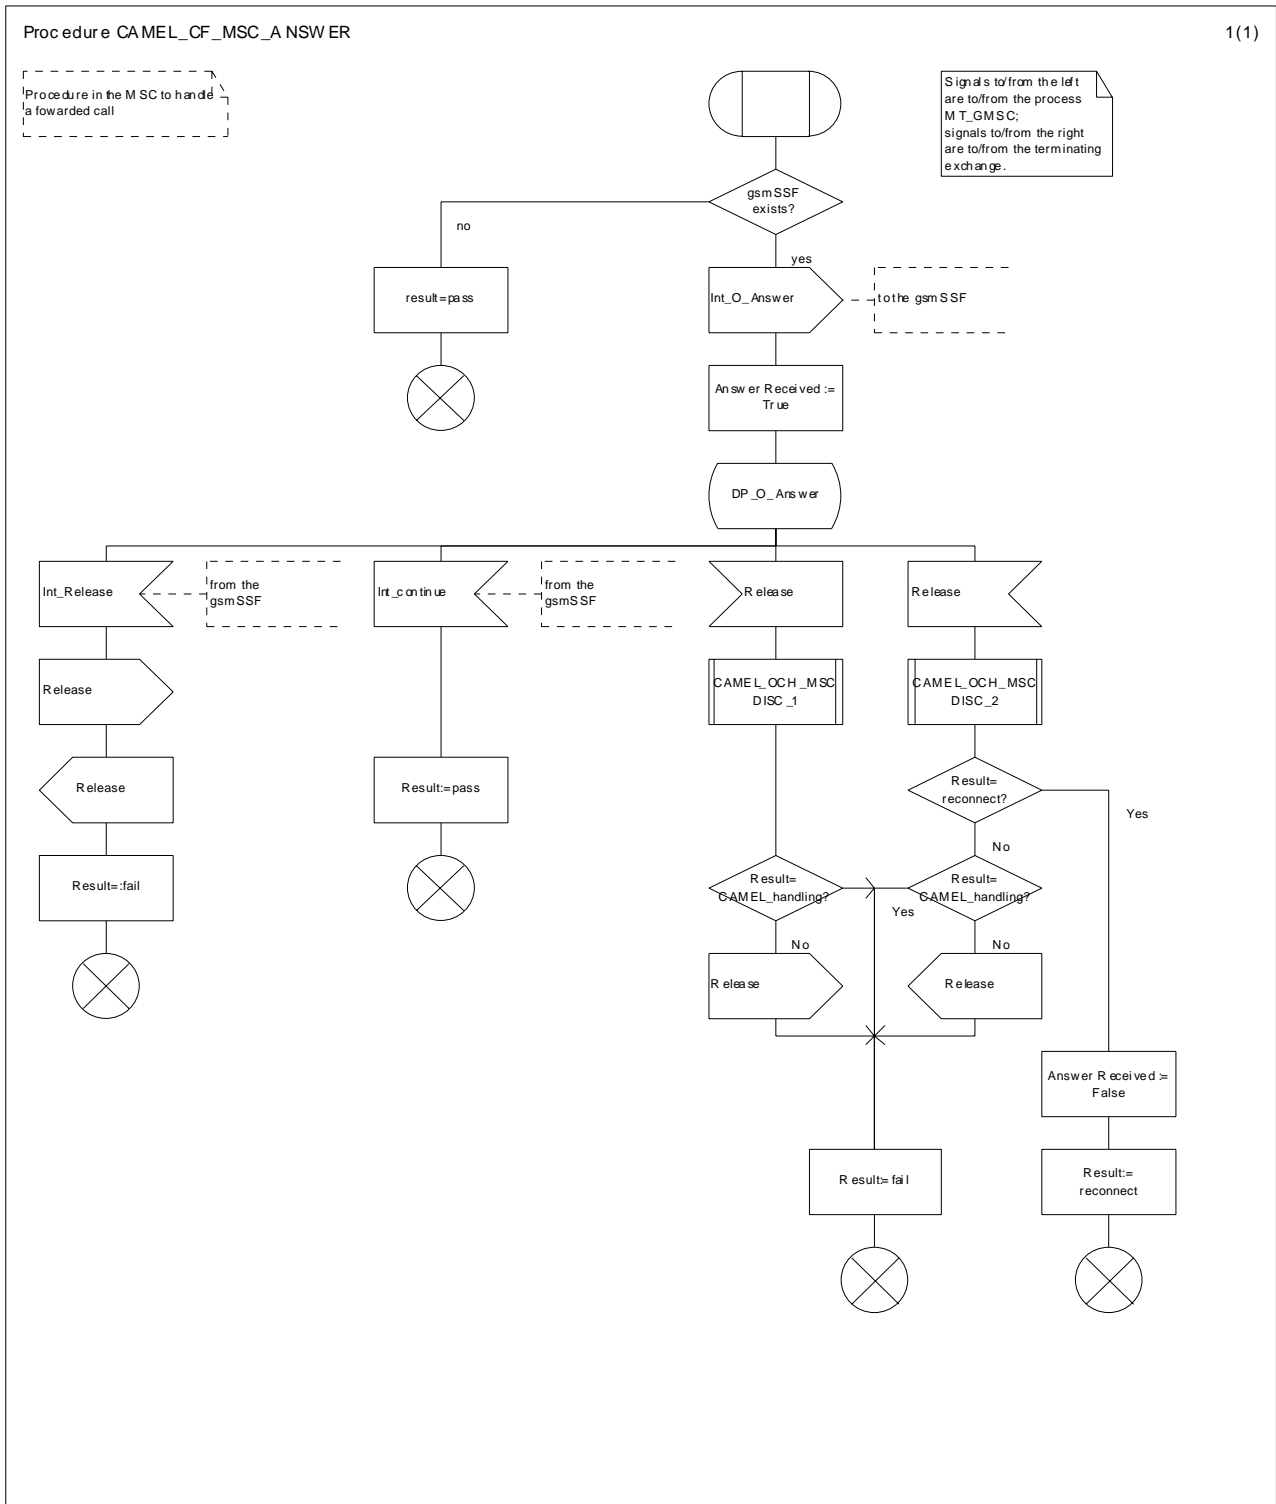 Procedure CAMEL_CF_MSC_ANSWER
1(1)
Procedure in the MSC to handle
a fowarded call
Signals to/from the left
are to/from the process
MT_GMSC;
signals to/from the right
are to/from the terminating
exchange.
gsmSSF
exists?
no
yes
result=pass
Int_O_Answer
to the gsmSSF
Answer Received :=
True
DP_O_Answer
Int_Release
from the
gsmSSF
Int_continue
from the
gsmSSF
Release
Release
Release
CAMEL_OCH_MSC
DISC_1
CAMEL_OCH_MSC
DISC_2
Release
Result:=pass
Result=
reconnect?
Yes
No
Result=:fail
Result=
CAMEL_handling?
Result=
CAMEL_handling?
Yes
No
No
Release
Release
Answer Received :=
False
Result:=fail
Result:=
reconnect